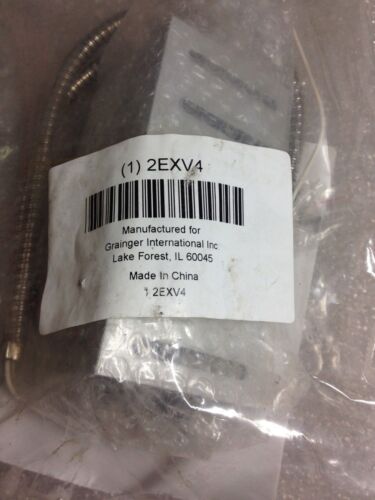 (1) 2EXV4
Manufactured for
Grainger International Inc
Lake Forest, IL 60045
Made In China
1 2EXV4